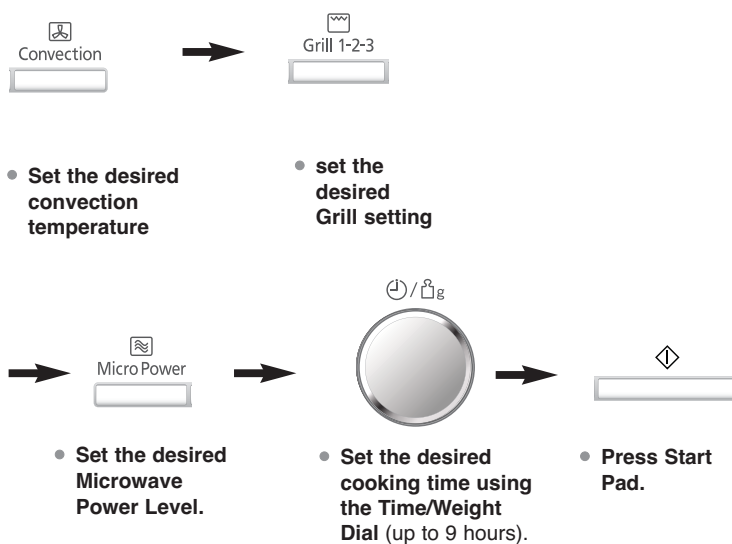 Convection
Grill 1-2-3
Set the desired
convection
temperature
set the
desired
Grill setting
Micro Power
/ g
Set the desired
Microwave
Power Level.
Set the desired
cooking time using
the Time/Weight
Dial (up to 9 hours).
Press Start
Pad.